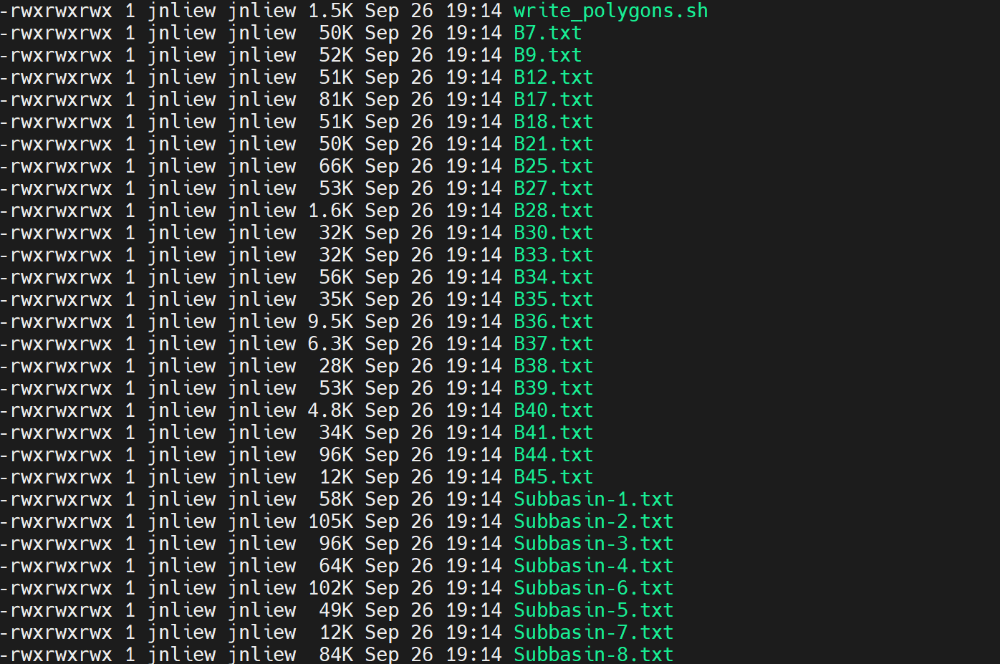 -rwxrwxrwx 1 jnliew jnliew 1.5K Sep 26 19:14 write_polygons.sh
-rwxrwxrwx 1 jnliew jnliew  50K Sep 26 19:14 B7.txt
-rwxrwxrwx 1 jnliew jnliew  52K Sep 26 19:14 B9.txt
-rwxrwxrwx 1 jnliew jnliew  51K Sep 26 19:14 B12.txt
-rwxrwxrwx 1 jnliew jnliew  81K Sep 26 19:14 B17.txt
-rwxrwxrwx 1 jnliew jnliew  51K Sep 26 19:14 B18.txt
-rwxrwxrwx 1 jnliew jnliew  50K Sep 26 19:14 B21.txt
-rwxrwxrwx 1 jnliew jnliew  66K Sep 26 19:14 B25.txt
-rwxrwxrwx 1 jnliew jnliew  53K Sep 26 19:14 B27.txt
-rwxrwxrwx 1 jnliew jnliew 1.6K Sep 26 19:14 B28.txt
-rwxrwxrwx 1 jnliew jnliew  32K Sep 26 19:14 B30.txt
-rwxrwxrwx 1 jnliew jnliew  32K Sep 26 19:14 B33.txt
-rwxrwxrwx 1 jnliew jnliew  56K Sep 26 19:14 B34.txt
-rwxrwxrwx 1 jnliew jnliew  35K Sep 26 19:14 B35.txt
-rwxrwxrwx 1 jnliew jnliew 9.5K Sep 26 19:14 B36.txt
-rwxrwxrwx 1 jnliew jnliew 6.3K Sep 26 19:14 B37.txt
-rwxrwxrwx 1 jnliew jnliew  28K Sep 26 19:14 B38.txt
-rwxrwxrwx 1 jnliew jnliew  53K Sep 26 19:14 B39.txt
-rwxrwxrwx 1 jnliew jnliew 4.8K Sep 26 19:14 B40.txt
-rwxrwxrwx 1 jnliew jnliew  34K Sep 26 19:14 B41.txt
-rwxrwxrwx 1 jnliew jnliew  96K Sep 26 19:14 B44.txt
-rwxrwxrwx 1 jnliew jnliew  12K Sep 26 19:14 B45.txt
-rwxrwxrwx 1 jnliew jnliew  58K Sep 26 19:14 Subbasin-1.txt
-rwxrwxrwx 1 jnliew jnliew 105K Sep 26 19:14 Subbasin-2.txt
-rwxrwxrwx 1 jnliew jnliew  96K Sep 26 19:14 Subbasin-3.txt
-rwxrwxrwx 1 jnliew jnliew  64K Sep 26 19:14 Subbasin-4.txt
-rwxrwxrwx 1 jnliew jnliew 102K Sep 26 19:14 Subbasin-6.txt
-rwxrwxrwx 1 jnliew jnliew  49K Sep 26 19:14 Subbasin-5.txt
-rwxrwxrwx 1 jnliew jnliew  12K Sep 26 19:14 Subbasin-7.txt
-rwxrwxrwx 1 jnliew jnliew  84K Sep 26 19:14 Subbasin-8.txt